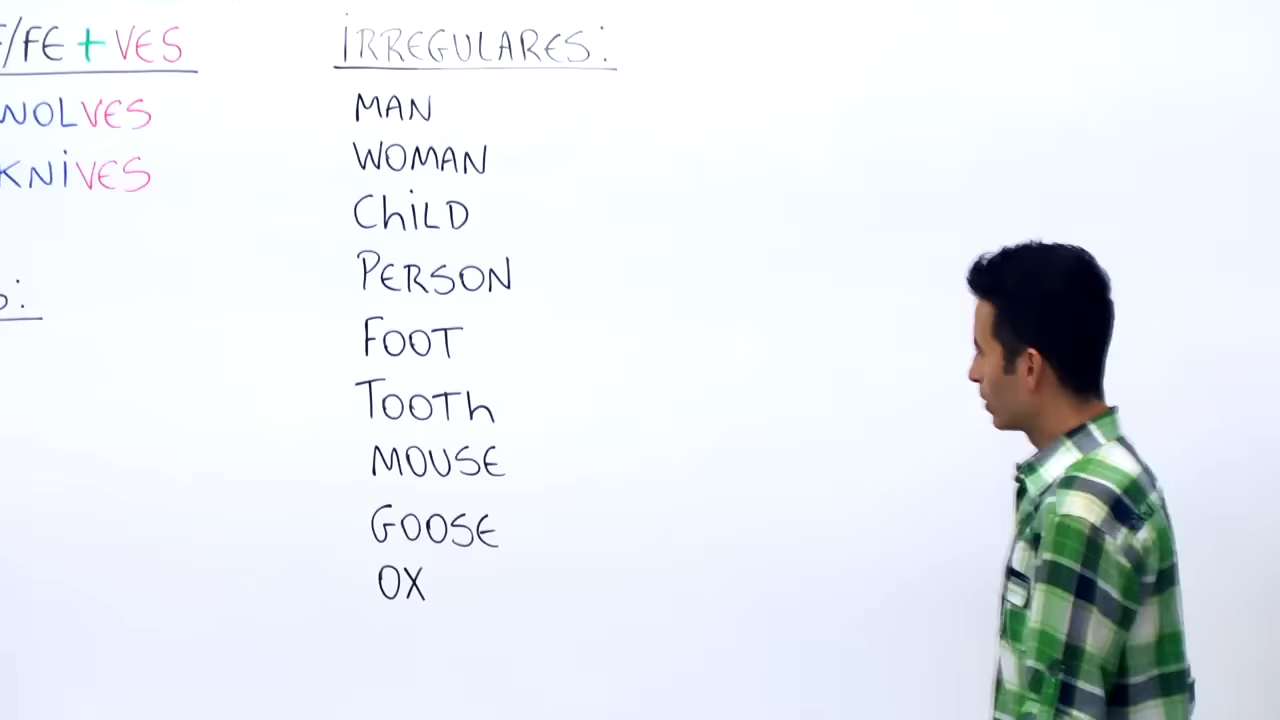 F/FE + VES
WOLVES
KNiVES
IRREGULARES:
MAN
WOMAN
ChiLD
PERSON
FOOT
TOOTh
MOUSE
GOOSE
OX